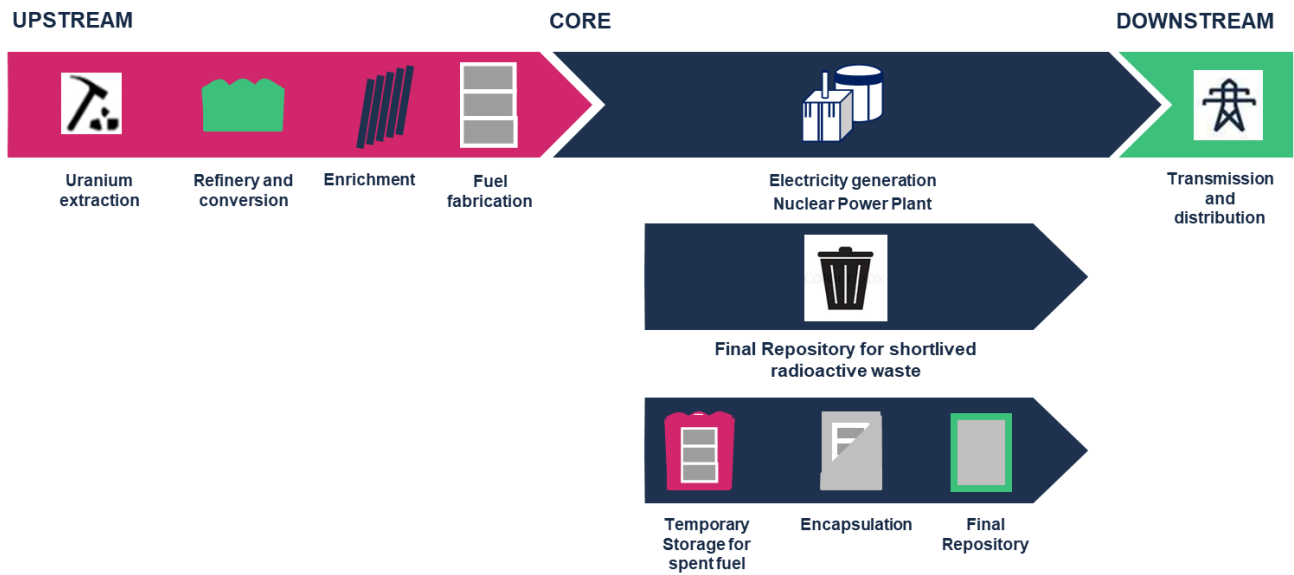 UPSTREAM
CORE
DOWNSTREAM
Uranium
extraction
Refinery and
conversion
Enrichment
Fuel
fabrication
Electricity generation
Nuclear Power Plant
Transmission
and
distribution
Final Repository for shortlived
radioactive waste
Temporary
Storage for
spent fuel
Encapsulation
Final
Repository